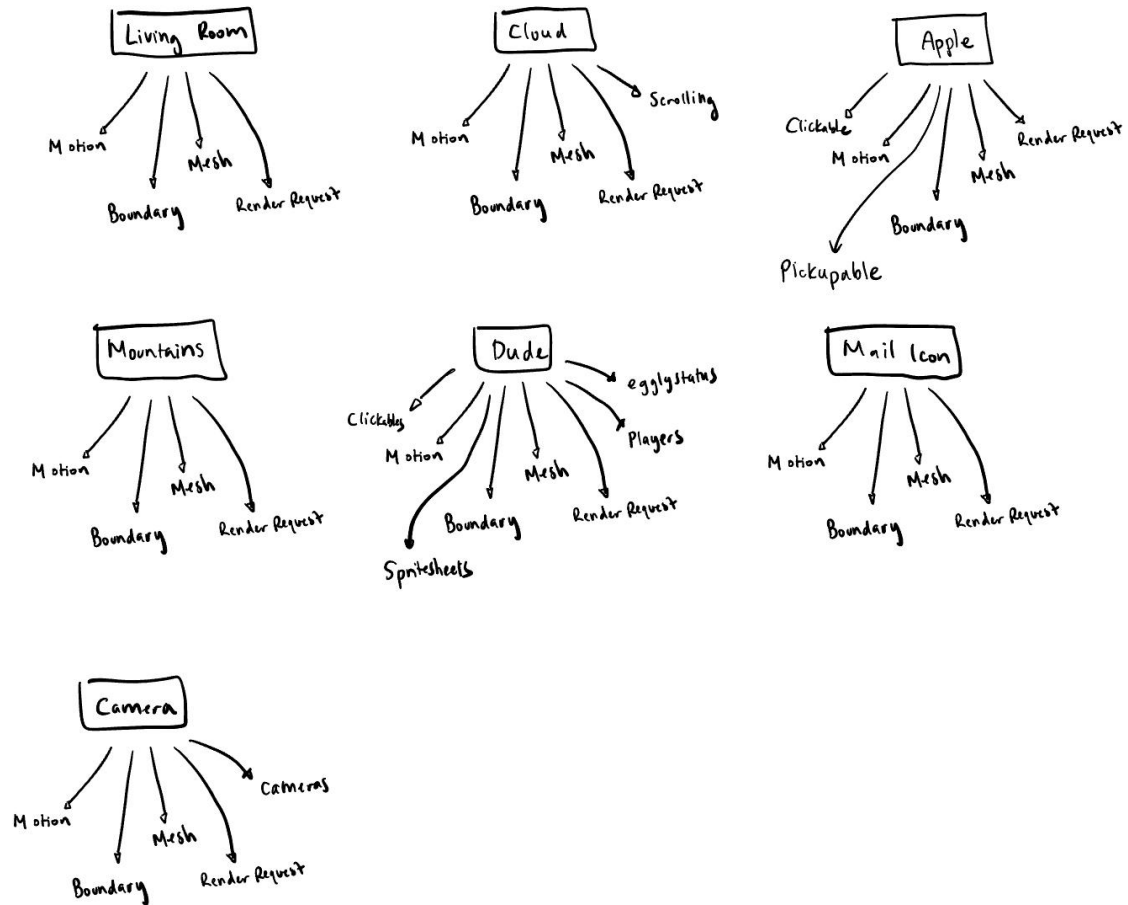 Living Room
Motion
Boundary
Mesh
Render Request
Cloud
Motion
Boundary
Mesh
Render Request
Scrolling
Apple
Clickable
Motion
Pickupable
Boundary
Mesh
Render Request
Mountains
Motion
Boundary
Mesh
Render Request
Dude
Clickables
Motion
Spritesheets
Boundary
Mesh
Render Request
Players
egglystatus
Mail Icon
Motion
Boundary
Mesh
Render Request
Camera
Motion
Boundary
Mesh
Render Request
Cameras